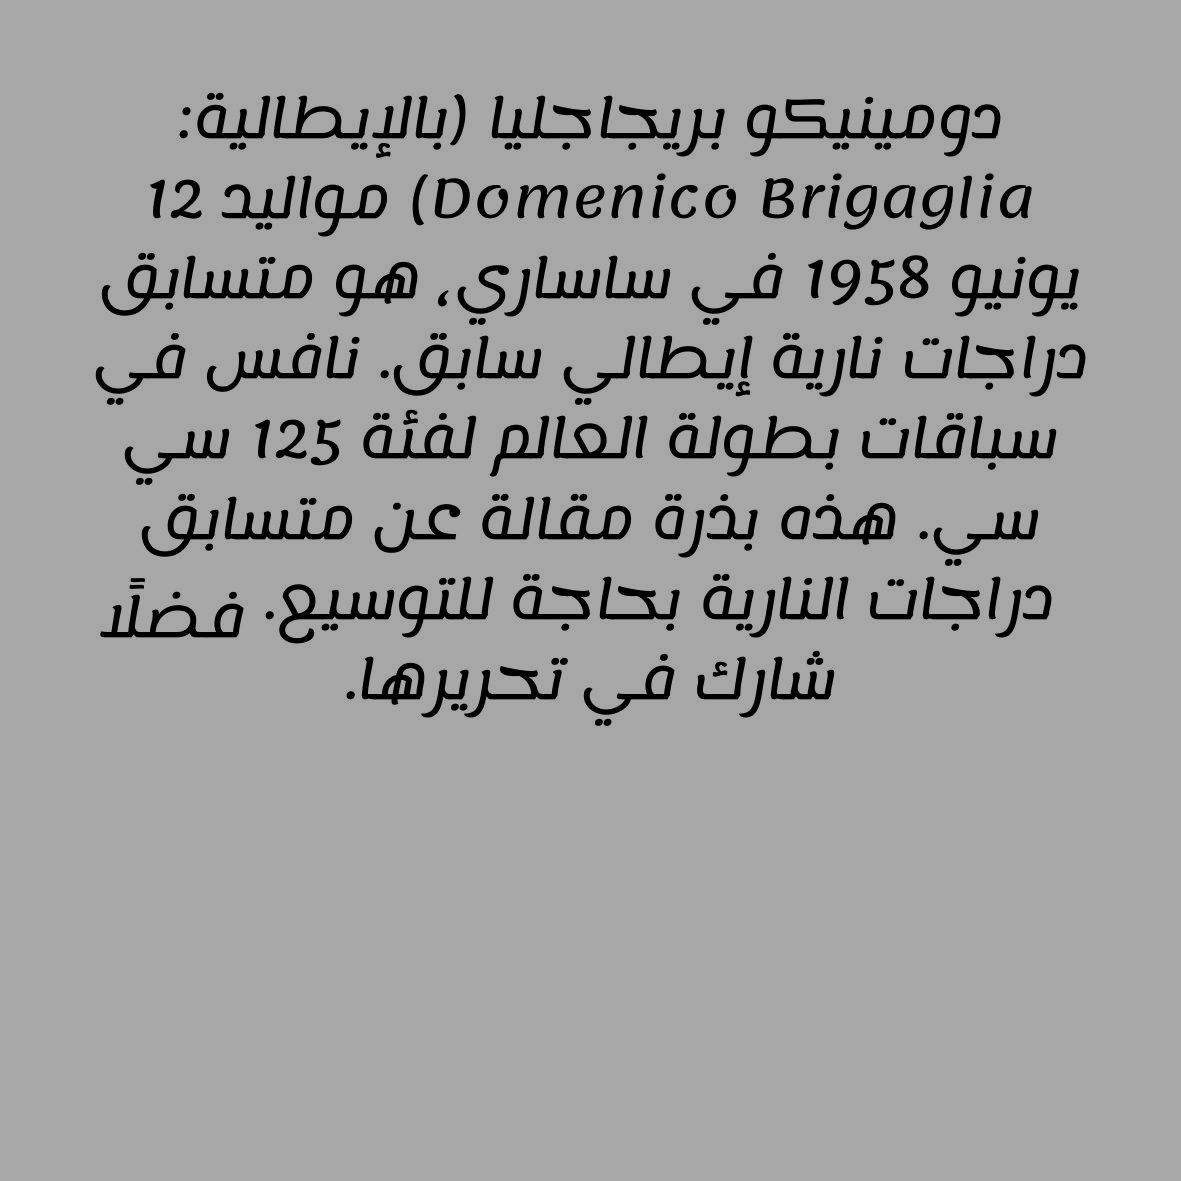 دومينيكو بريجاجليا (بالإيطالية:
Domenico Brigaglia) مواليد 12
يونيو 1958 في ساساري، هو متسابق
دراجات نارية إيطالي سابق. نافس في
سباقات بطولة العالم لفئة 125 سي
سي. هذه بذرة مقالة عن متسابق
دراجات النارية بحاجة للتوسيع. فضلًا
شارك في تحريرها.